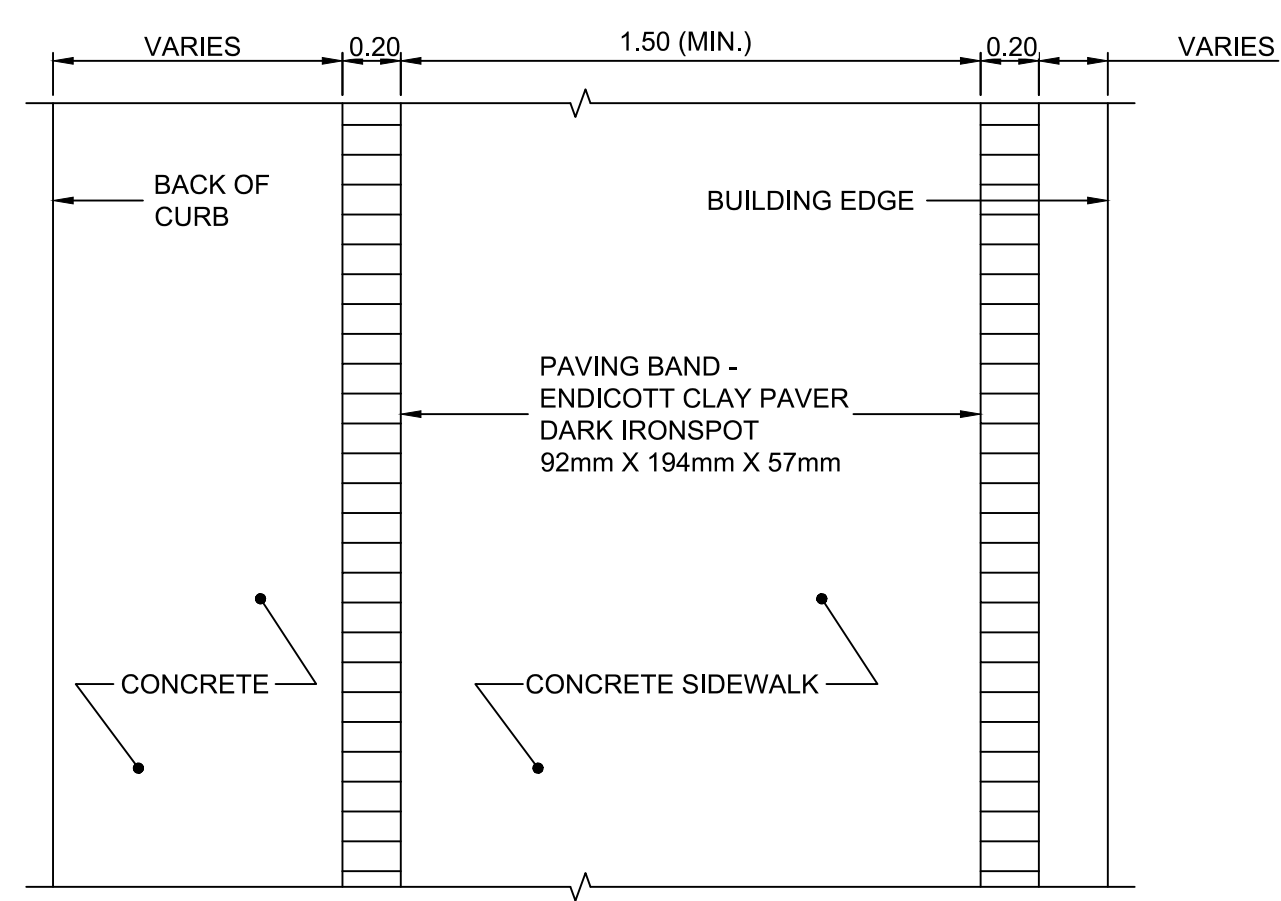 VARIES
0.20
1.50 (MIN.)
0.20
VARIES
BACK OF
CURB
BUILDING EDGE
PAVING BAND -
ENDICOTT CLAY PAVER
DARK IRONSPOT
92mm X 194mm X 57mm
CONCRETE
CONCRETE SIDEWALK